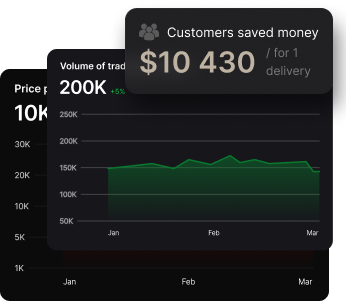 Customers saved money
$10 430
/ for 1
delivery
Volume of trad
200K +5%
250K
200K
150K
100K
50K
Jan Feb Mar
Price p
10K
30K
20K
10K
5K
1K
Jan Feb Mar